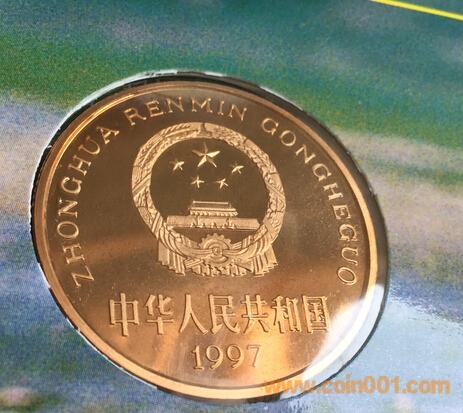 ZHONGHUA RENMIN GONGHEGUO
中华人民共和国
1997
www.coin001.com